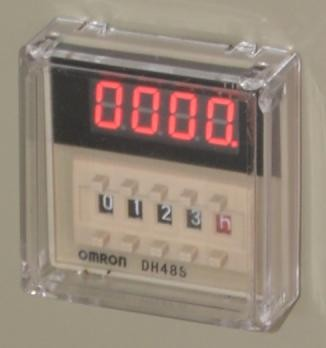 0000.
0 1 2 3 h
OMRON DH48S